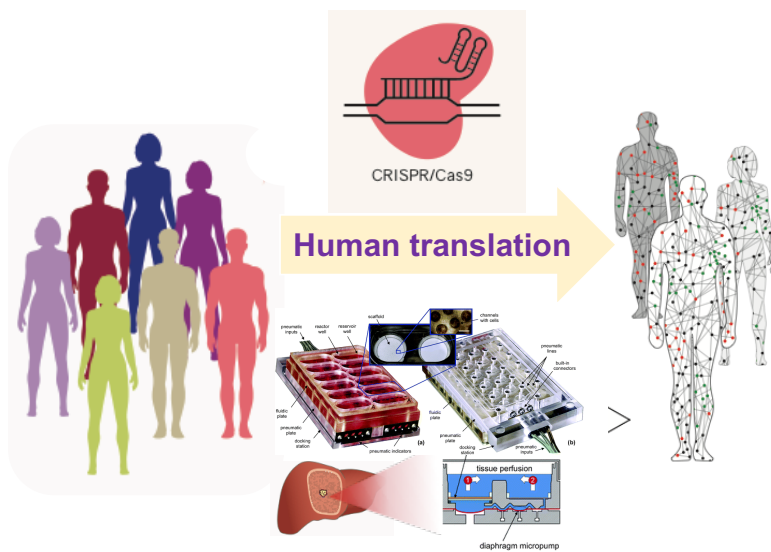 CRISPR/Cas9
Human translation
scaffold
channels
with cells
pneumatic
inputs
reactor
well
reservoir
well
pneumatic
lines
built-in
connectors
fluidic
plate
pneumatic
plate
docking
station
pneumatic indicators
(a)
fluidic
plate
pneumatic
plate
docking
station
pneumatic
inputs
(b)
>
tissue perfusion
1
2
diaphragm micropump